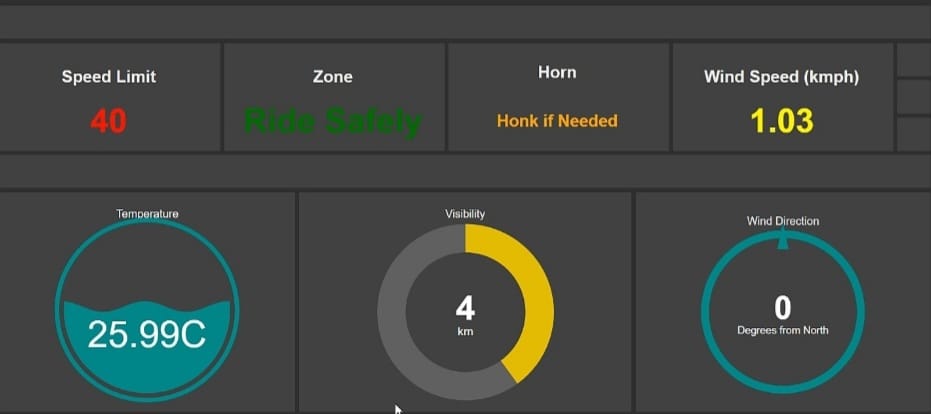 Speed Limit
40
Zone
Ride Safely
Horn
Honk if Needed
Wind Speed (kmph)
1.03
Temperature
25.99C
Visibility
4
km
Wind Direction
0
Degrees from North